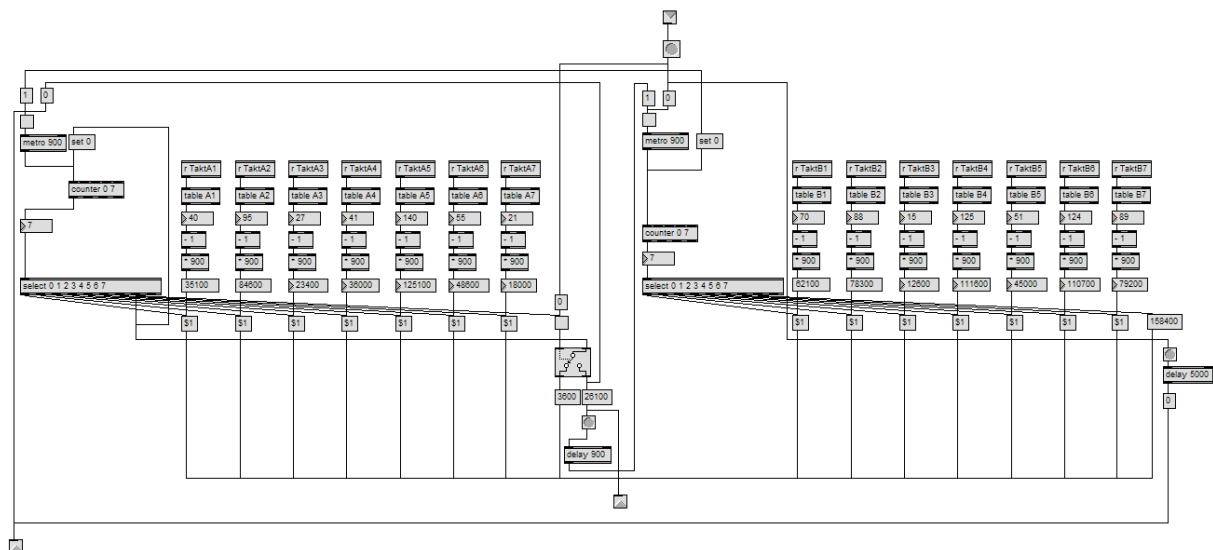 1 0
1 0
metro 900 set 0
metro 900 set 0
r TaktA1 r TaktA2 r TaktA3 r TaktA4 r TaktA5 r TaktA6 r TaktA7
r TaktB1 r TaktB2 r TaktB3 r TaktB4 r TaktB5 r TaktB6 r TaktB7
counter 0 7
table A1 table A2 table A3 table A4 table A5 table A6 table A7
table B1 table B2 table B3 table B4 table B5 table B6 table B7
7
40 95 27 41 140 55 21
70 88 15 125 51 124 89
counter 0 7
- 1 - 1 - 1 - 1 - 1 - 1 - 1
- 1 - 1 - 1 - 1 - 1 - 1 - 1
7
* 900 * 900 * 900 * 900 * 900 * 900 * 900
* 900 * 900 * 900 * 900 * 900 * 900 * 900
select 0 1 2 3 4 5 6 7
35100 84600 23400 36000 125100 48600 18000
select 0 1 2 3 4 5 6 7
62100 78300 12600 111600 45000 110700 79200
0
$1 $1 $1 $1 $1 $1 $1
$1 $1 $1 $1 $1 $1 $1 158400
delay 5000
3600 26100
0
delay 900